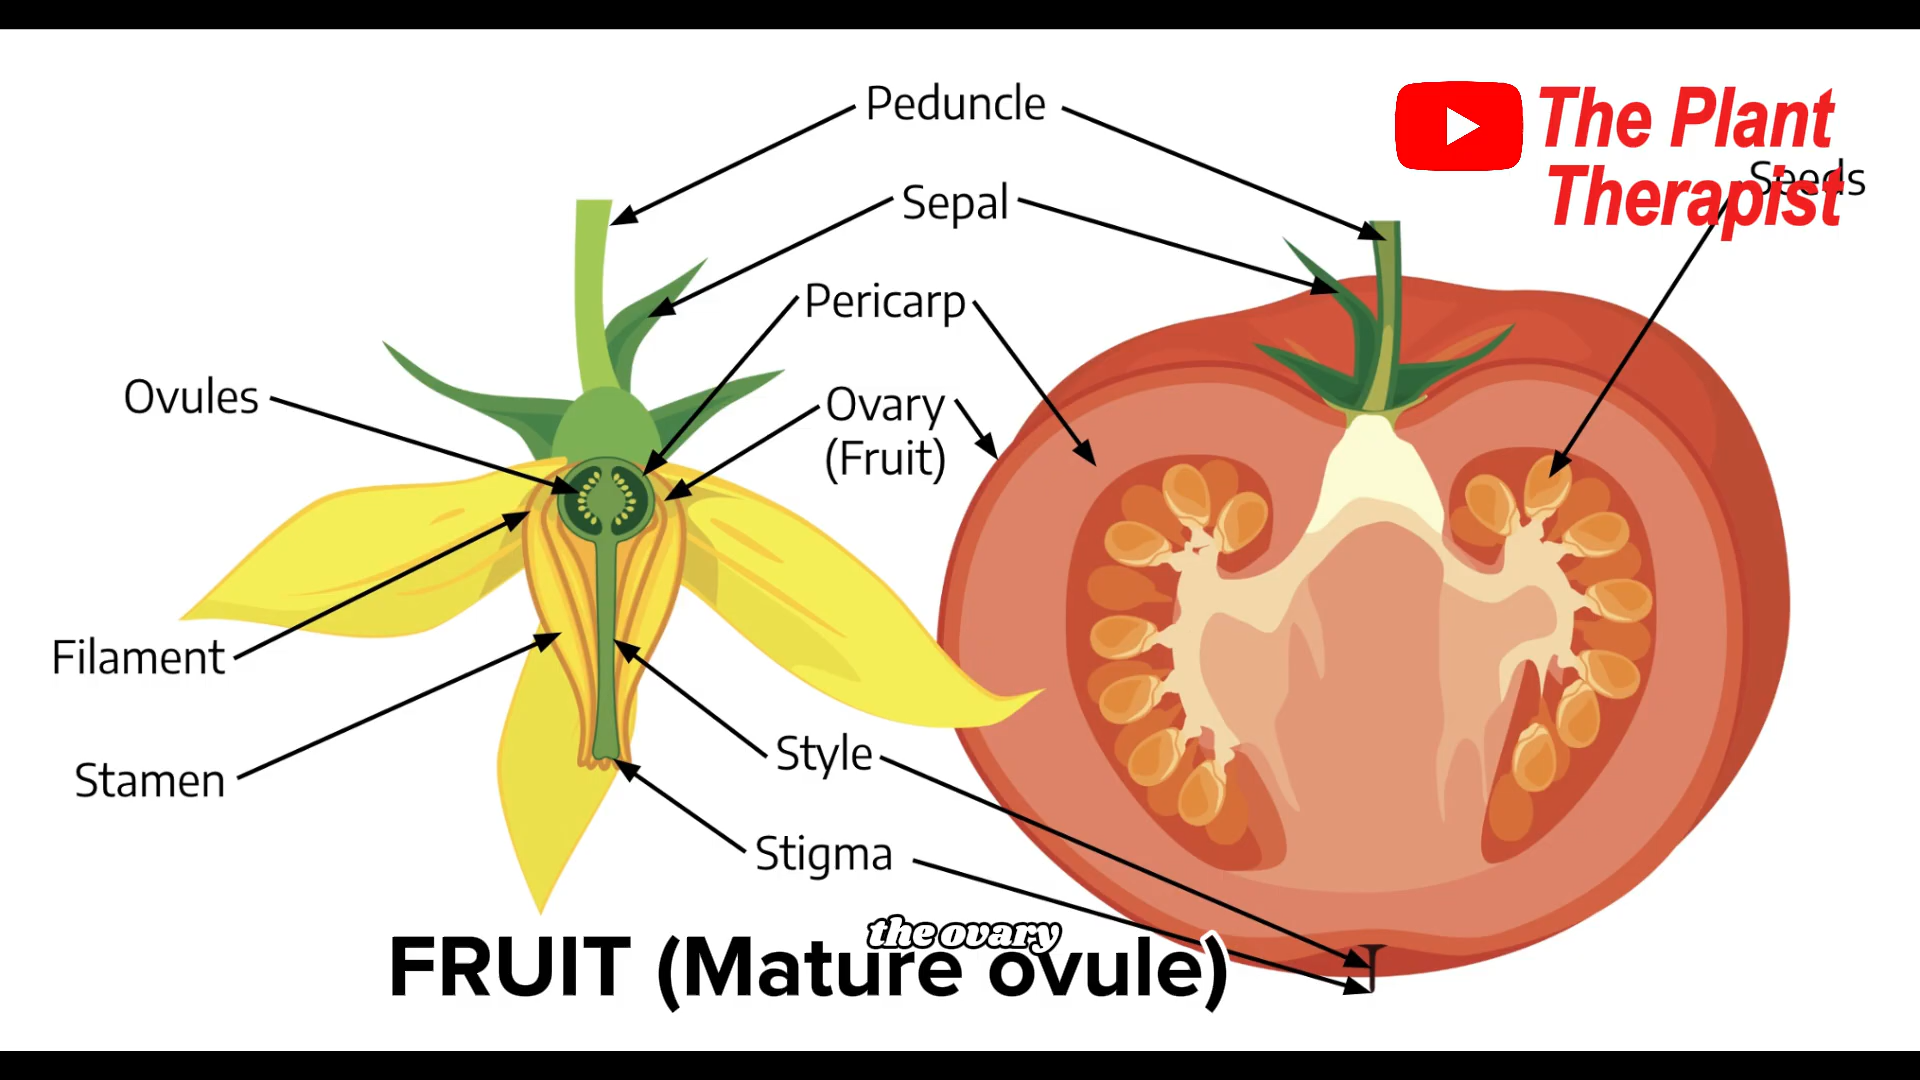 Peduncle
The Plant
Therapist
Seeds
Sepal
Pericarp
Ovules
Ovary
(Fruit)
Filament
Stamen
Style
Stigma
the ovary
FRUIT (Mature ovule)